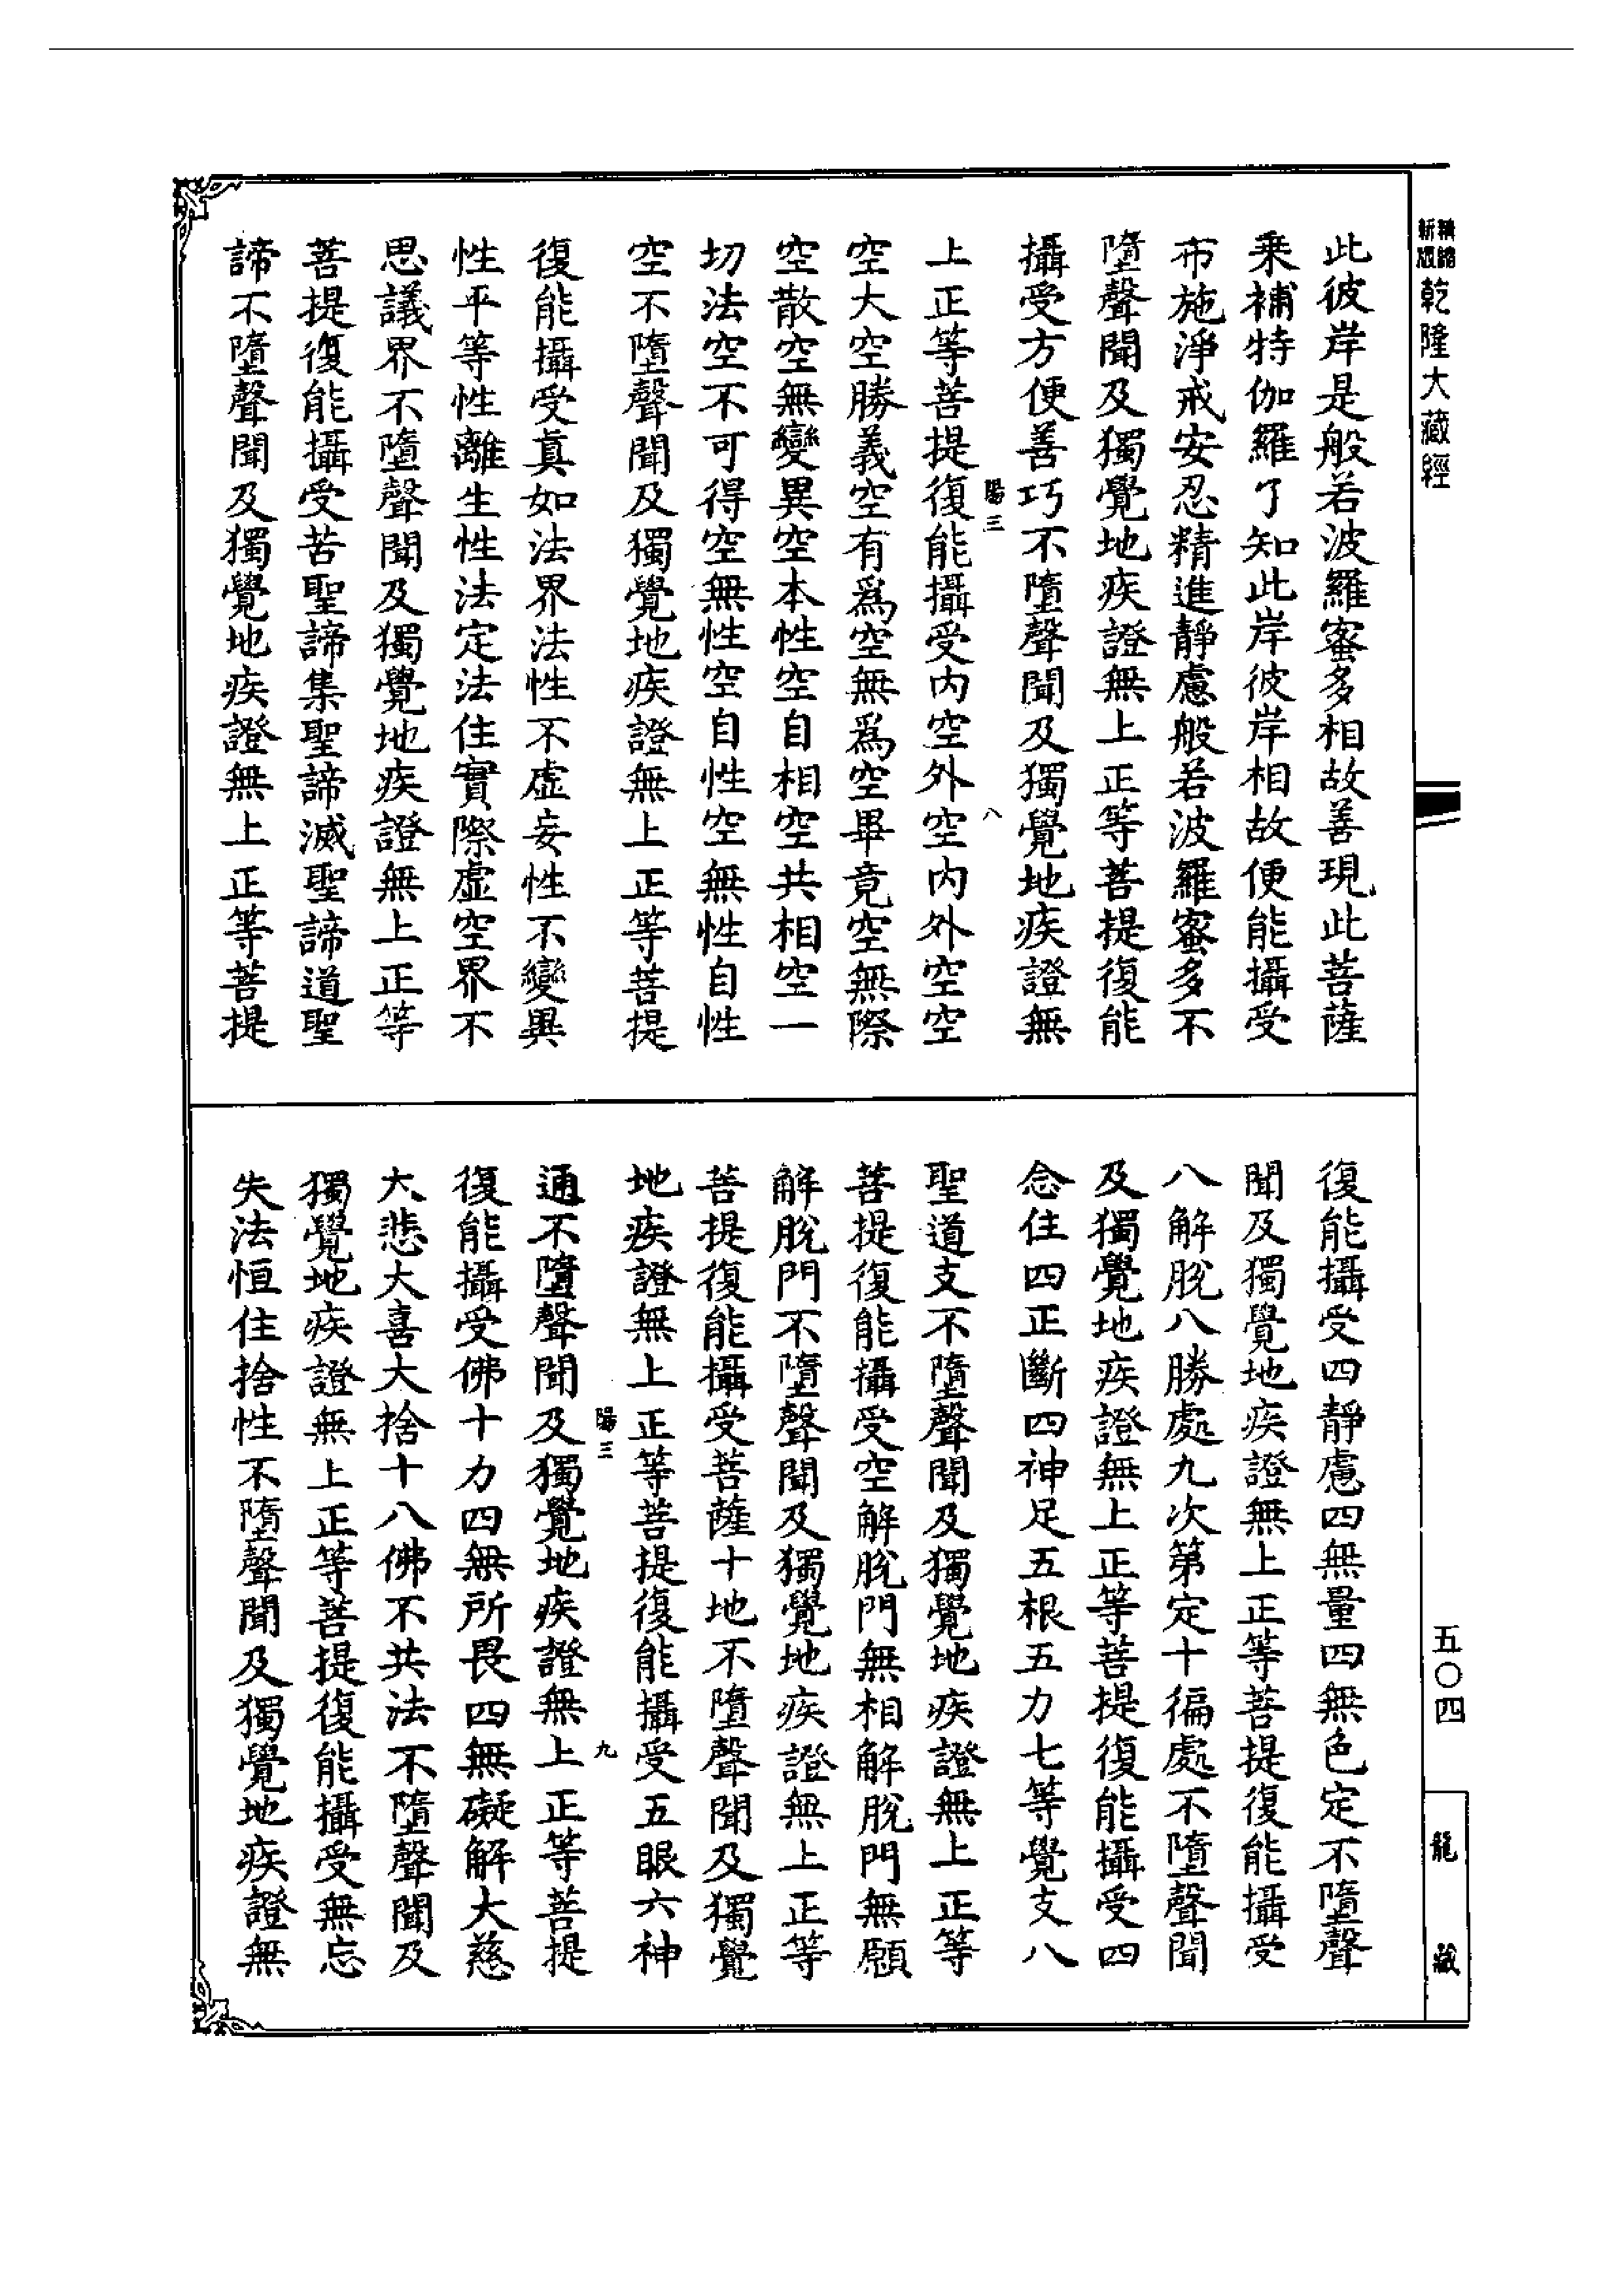 精繕新版乾隆大藏經
此彼岸是般若波羅蜜多相故善現此菩薩
乘補特伽羅了知此岸彼岸相故便能攝受
布施淨戒安忍精進靜慮般若波羅蜜多不
墮聲聞及獨覺地疾證無上正等菩提復能
攝受方便善巧不墮聲聞及獨覺地疾證無
陽三 八
上正等菩提復能攝受內空外空內外空空
空大空勝義空有爲空無爲空畢竟空無際
空散空無變異空本性空自相空共相空一
切法空不可得空無性空自性空無性自性
空不墮聲聞及獨覺地疾證無上正等菩提
復能攝受真如法界法性不虛妄性不變異
性平等性離生性法定法住實際虛空界不
思議界不墮聲聞及獨覺地疾證無上正等
菩提復能攝受苦聖諦集聖諦滅聖諦道聖
諦不墮聲聞及獨覺地疾證無上正等菩提
復能攝受四靜慮四無量四無色定不墮聲
聞及獨覺地疾證無上正等菩提復能攝受
八解脫八勝處九次第定十徧處不墮聲聞
及獨覺地疾證無上正等菩提復能攝受四
念住四正斷四神足五根五力七等覺支八
聖道支不墮聲聞及獨覺地疾證無上正等
菩提復能攝受空解脫門無相解脫門無願
解脫門不墮聲聞及獨覺地疾證無上正等
菩提復能攝受菩薩十地不墮聲聞及獨覺
地疾證無上正等菩提復能攝受五眼六神
陽三 九
通不墮聲聞及獨覺地疾證無上正等菩提
復能攝受佛十力四無所畏四無礙解大慈
大悲大喜大捨十八佛不共法不墮聲聞及
獨覺地疾證無上正等菩提復能攝受無忘
失法恒住捨性不墮聲聞及獨覺地疾證無
五〇四
龍藏